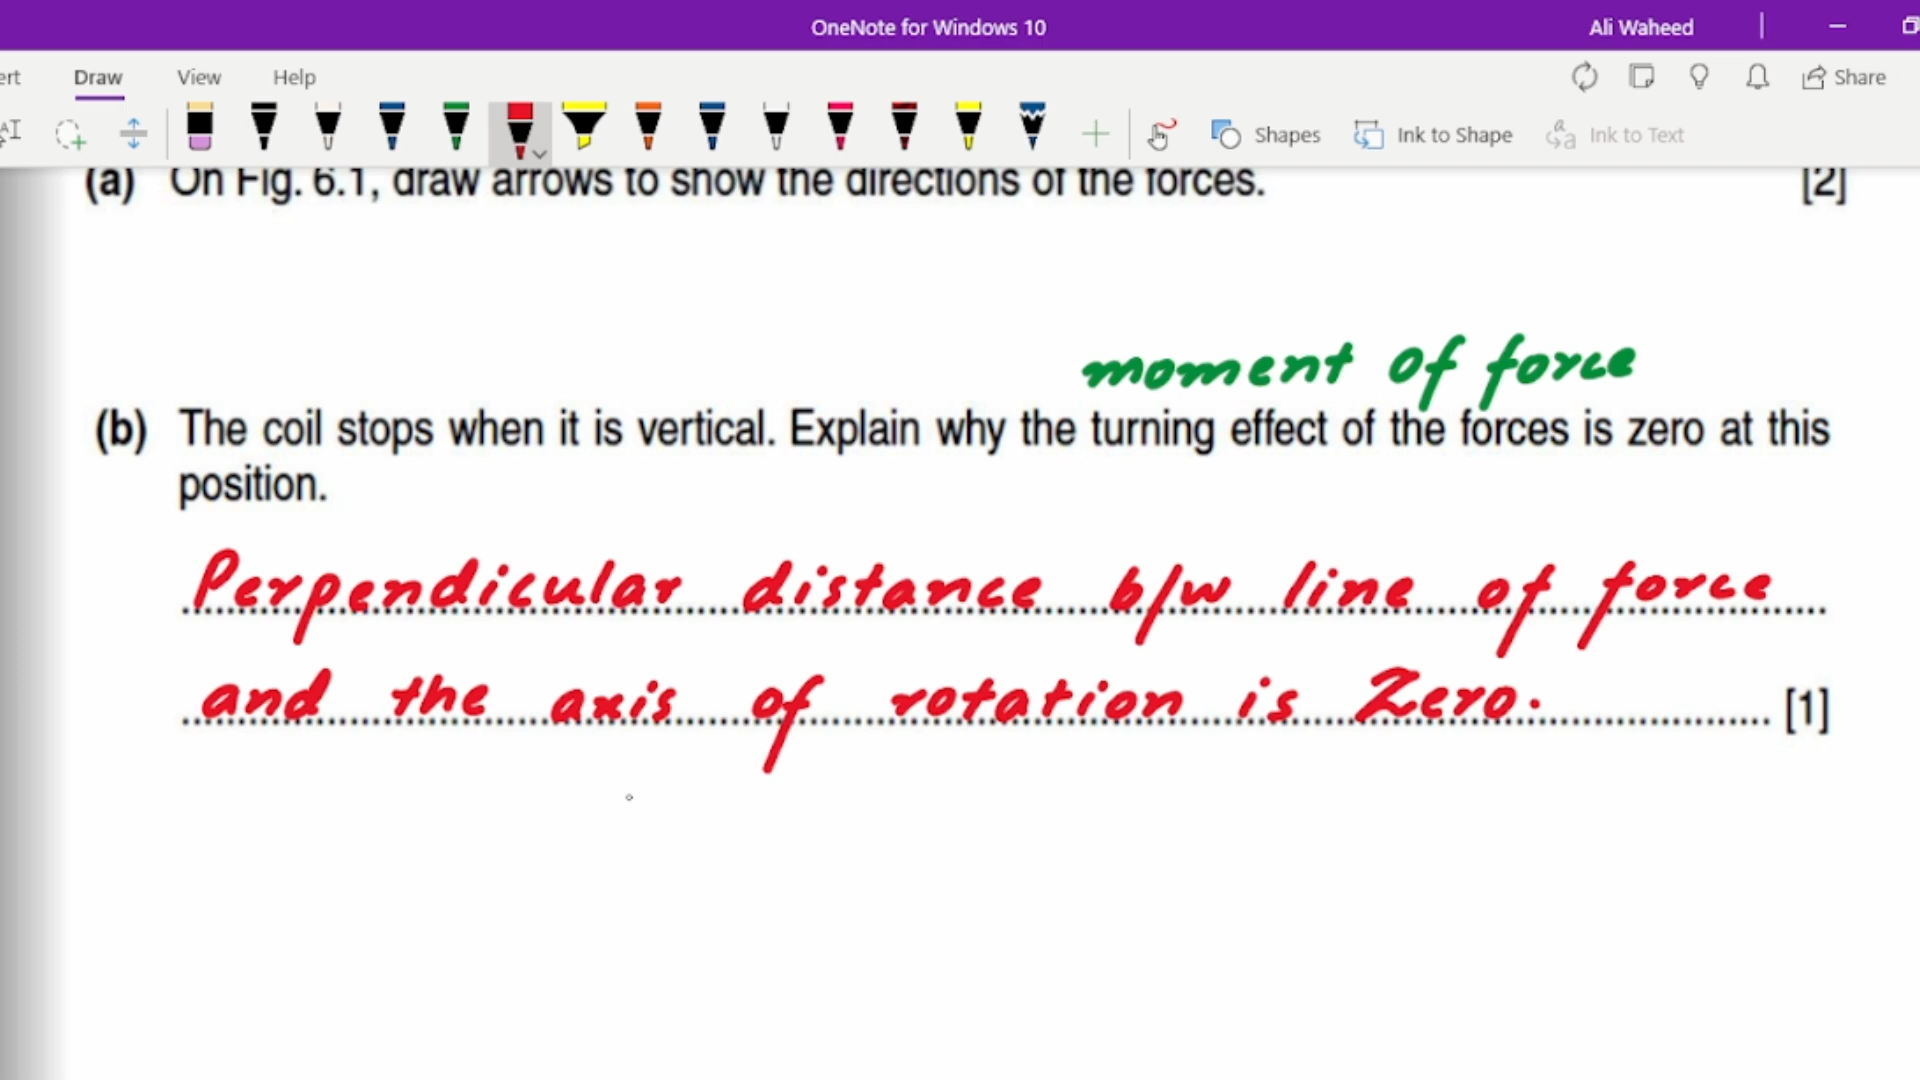 OneNote for Windows 10 Ali Waheed
ert Draw View Help Share
Shapes Ink to Shape Ink to Text
(a) On Fig. 6.1, draw arrows to show the directions of the forces. [2]
moment of force
(b) The coil stops when it is vertical. Explain why the turning effect of the forces is zero at this
position.
Perpendicular distance b/w line of force
and the axis of rotation is Zero. [1]